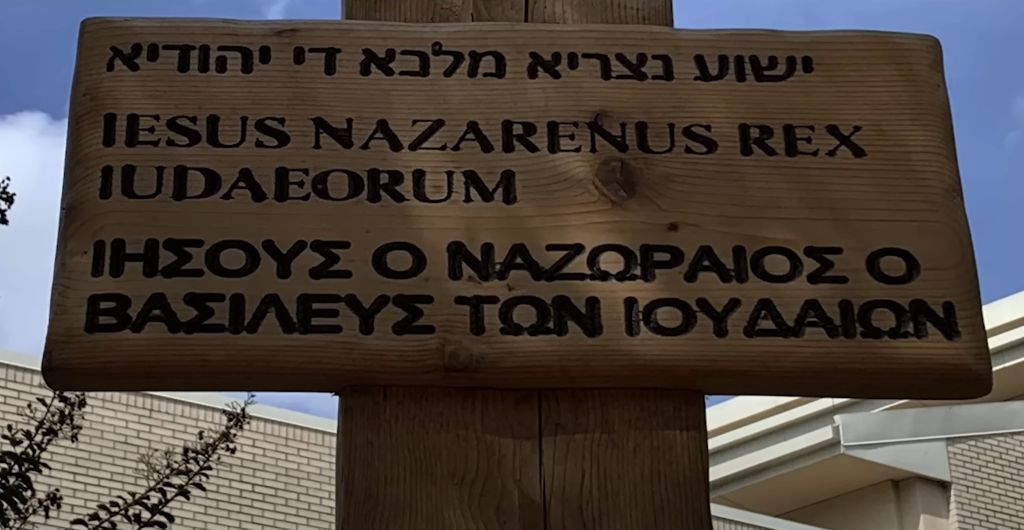 ישוע נצריא מלכא די יהודיא
IESUS NAZARENUS REX
IUDAEORUM
ΙΗΣΟΥΣ Ο ΝΑΖΩΡΑΙΟΣ Ο
ΒΑΣΙΛΕΥΣ ΤΩΝ ΙΟΥΔΑΙΩΝ